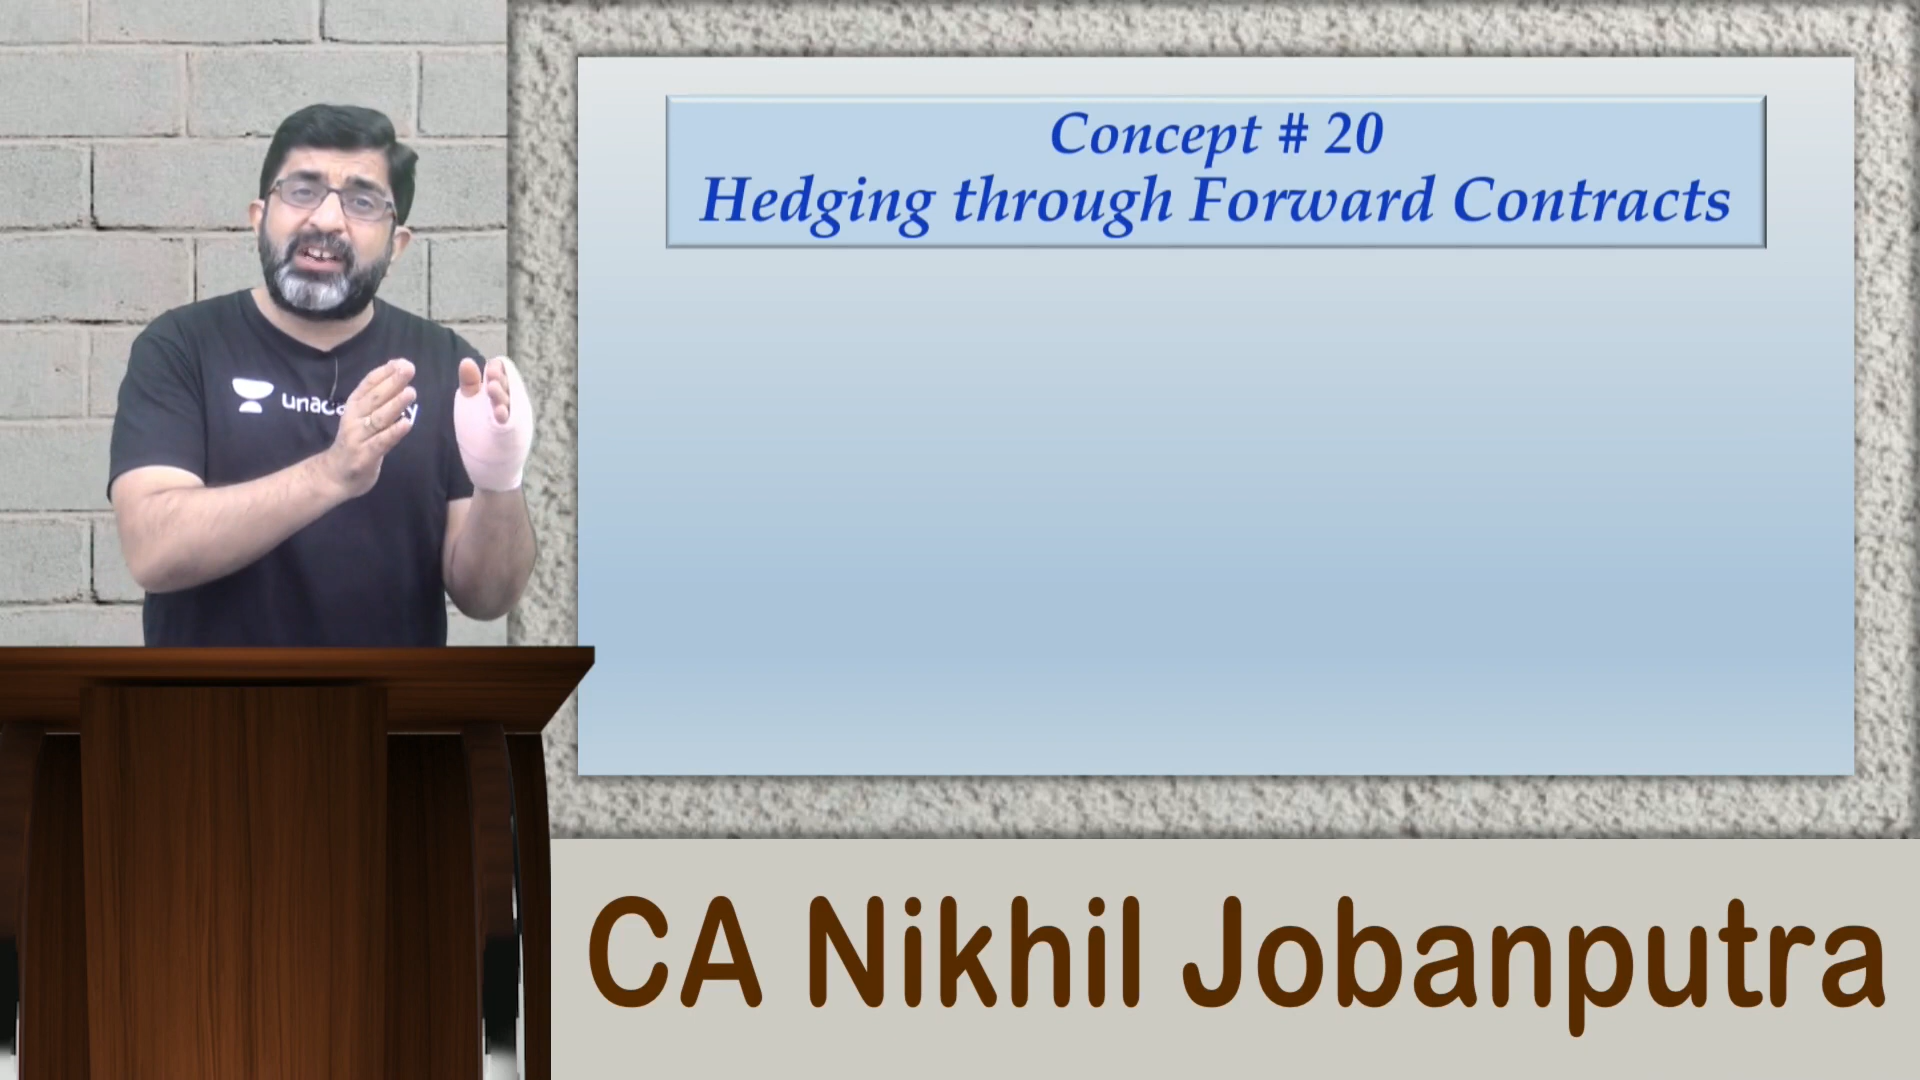 Concept # 20
Hedging through Forward Contracts
CA Nikhil Jobanputra